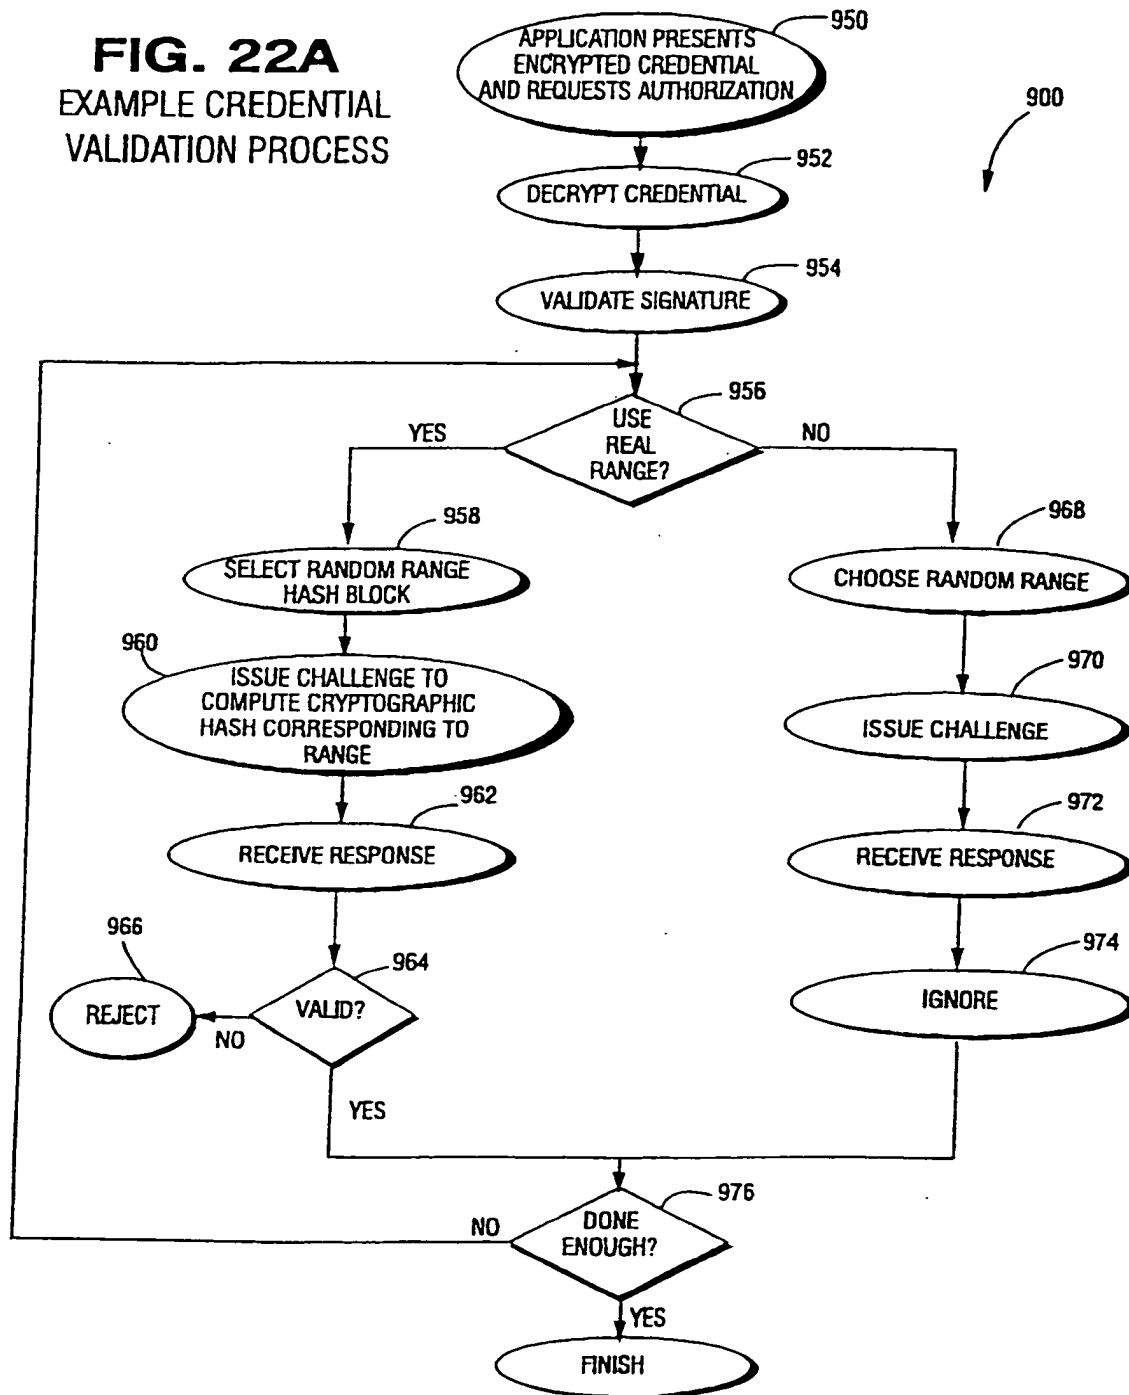 FIG. 22A
EXAMPLE CREDENTIAL
VALIDATION PROCESS
950
APPLICATION PRESENTS
ENCRYPTED CREDENTIAL
AND REQUESTS AUTHORIZATION
900
952
DECRYPT CREDENTIAL
954
VALIDATE SIGNATURE
956
USE
REAL
RANGE?
YES
NO
958
SELECT RANDOM RANGE
HASH BLOCK
968
CHOOSE RANDOM RANGE
960
ISSUE CHALLENGE TO
COMPUTE CRYPTOGRAPHIC
HASH CORRESPONDING TO
RANGE
970
ISSUE CHALLENGE
962
RECEIVE RESPONSE
972
RECEIVE RESPONSE
966
REJECT
964
VALID?
NO
YES
974
IGNORE
976
DONE
ENOUGH?
NO
YES
FINISH